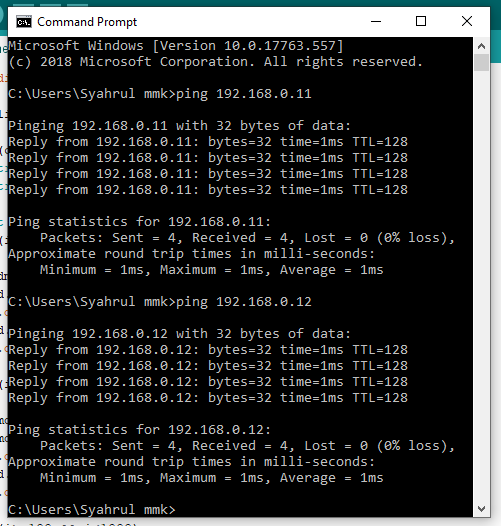 Command Prompt
Microsoft Windows [Version 10.0.17763.557]
(c) 2018 Microsoft Corporation. All rights reserved.
C:\Users\Syahrul mmk>ping 192.168.0.11
Pinging 192.168.0.11 with 32 bytes of data:
Reply from 192.168.0.11: bytes=32 time=1ms TTL=128
Reply from 192.168.0.11: bytes=32 time=1ms TTL=128
Reply from 192.168.0.11: bytes=32 time=1ms TTL=128
Reply from 192.168.0.11: bytes=32 time=1ms TTL=128
Ping statistics for 192.168.0.11:
    Packets: Sent = 4, Received = 4, Lost = 0 (0% loss),
Approximate round trip times in milli-seconds:
    Minimum = 1ms, Maximum = 1ms, Average = 1ms
C:\Users\Syahrul mmk>ping 192.168.0.12
Pinging 192.168.0.12 with 32 bytes of data:
Reply from 192.168.0.12: bytes=32 time=1ms TTL=128
Reply from 192.168.0.12: bytes=32 time=1ms TTL=128
Reply from 192.168.0.12: bytes=32 time=1ms TTL=128
Reply from 192.168.0.12: bytes=32 time=1ms TTL=128
Ping statistics for 192.168.0.12:
    Packets: Sent = 4, Received = 4, Lost = 0 (0% loss),
Approximate round trip times in milli-seconds:
    Minimum = 1ms, Maximum = 1ms, Average = 1ms
C:\Users\Syahrul mmk>